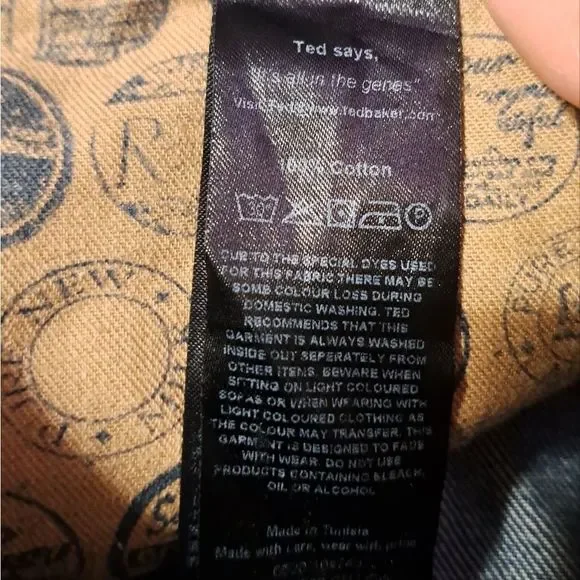 Ted says,
"It's all in the genes"
Visit Ted @ www.tedbaker.com
100% Cotton
DUE TO THE SPECIAL DYES USED
FOR THIS FABRIC THERE MAY BE
SOME COLOUR LOSS DURING
DOMESTIC WASHING. TED
RECOMMENDS THAT THIS
GARMENT IS ALWAYS WASHED
INSIDE OUT SEPERATELY FROM
OTHER ITEMS. BEWARE WHEN
SITTING ON LIGHT COLOURED
SOFAS OR WHEN WEARING WITH
LIGHT COLOURED CLOTHING AS
THE COLOUR MAY TRANSFER. THIS
GARMENT IS DESIGNED TO FADE
WITH WEAR. DO NOT USE
PRODUCTS CONTAINING BLEACH,
OIL OR ALCOHOL
Made in Tunisia
Made with care, wear with pride
R
NEW